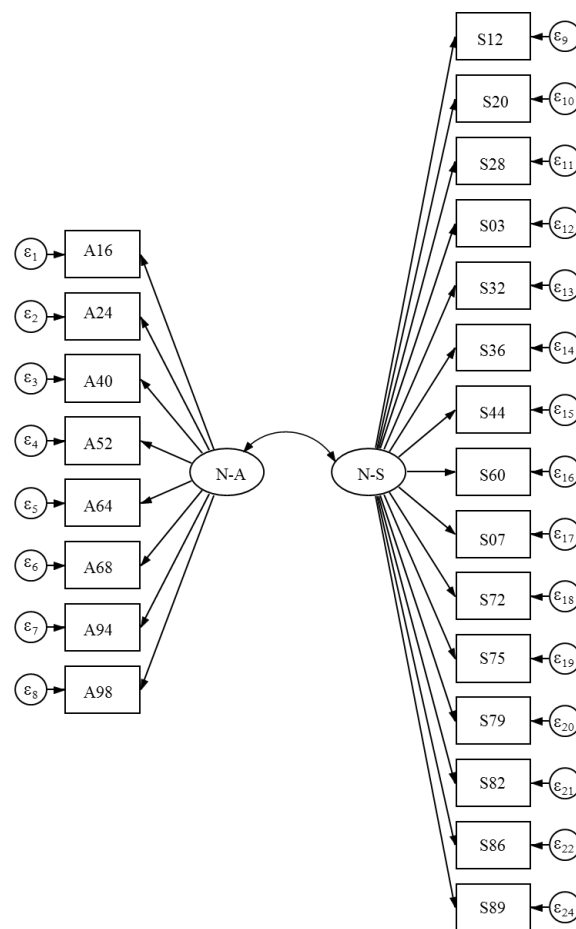 S12 ε9
S20 ε10
S28 ε11
S03 ε12
ε1 A16
S32 ε13
ε2 A24
S36 ε14
ε3 A40
S44 ε15
ε4 A52
N-A N-S S60 ε16
ε5 A64
S07 ε17
ε6 A68
S72 ε18
ε7 A94
S75 ε19
ε8 A98
S79 ε20
S82 ε21
S86 ε22
S89 ε24